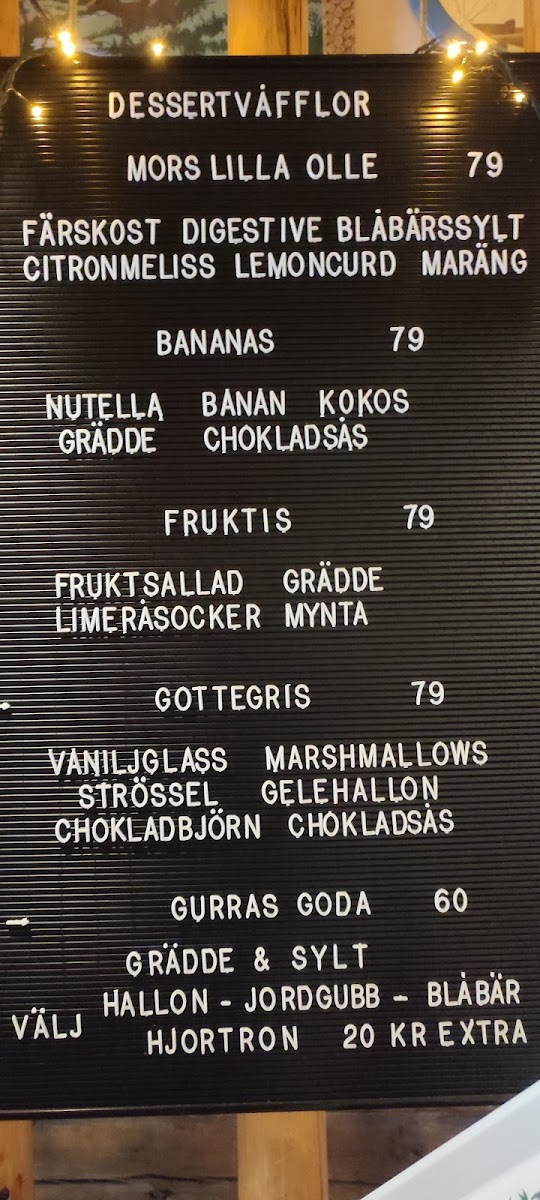 DESSERTVÅFFLOR
MORS LILLA OLLE 79
FÄRSKOST DIGESTIVE BLÅBÄRSSYLT
CITRONMELISS LEMONCURD MARÄNG
BANANAS 79
NUTELLA BANAN KOKOS
GRÄDDE CHOKLADSÅS
FRUKTIS 79
FRUKTSALLAD GRÄDDE
LIMERÅSOCKER MYNTA
GOTTEGRIS 79
VANILJGLASS MARSHMALLOWS
STRÖSSEL GELEHALLON
CHOKLADBJÖRN CHOKLADSÅS
GURRAS GODA 60
GRÄDDE & SYLT
VÄLJ HALLON - JORDGUBB - BLÅBÄR
HJORTRON 20 KR EXTRA